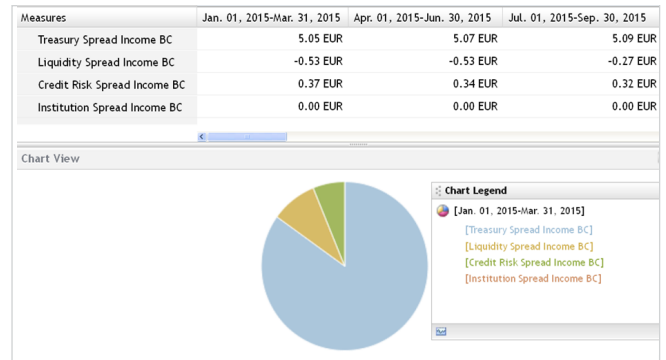 Measures Jan. 01, 2015-Mar. 31, 2015 Apr. 01, 2015-Jun. 30, 2015 Jul. 01, 2015-Sep. 30, 2015
Treasury Spread Income BC 5.05 EUR 5.07 EUR 5.09 EUR
Liquidity Spread Income BC -0.53 EUR -0.53 EUR -0.27 EUR
Credit Risk Spread Income BC 0.37 EUR 0.34 EUR 0.32 EUR
Institution Spread Income BC 0.00 EUR 0.00 EUR 0.00 EUR
Chart View
Chart Legend
[Jan. 01, 2015-Mar. 31, 2015]
[Treasury Spread Income BC]
[Liquidity Spread Income BC]
[Credit Risk Spread Income BC]
[Institution Spread Income BC]